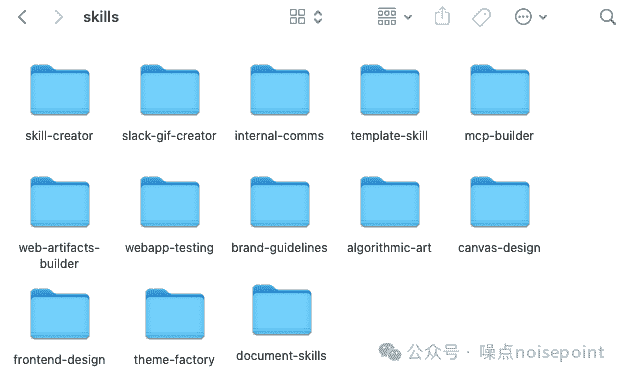 skills
skill-creator
slack-gif-creator
internal-comms
template-skill
mcp-builder
web-artifacts-
builder
webapp-testing
brand-guidelines
algorithmic-art
canvas-design
frontend-design
theme-factory
document-skills
公众号 · 噪点noisepoint